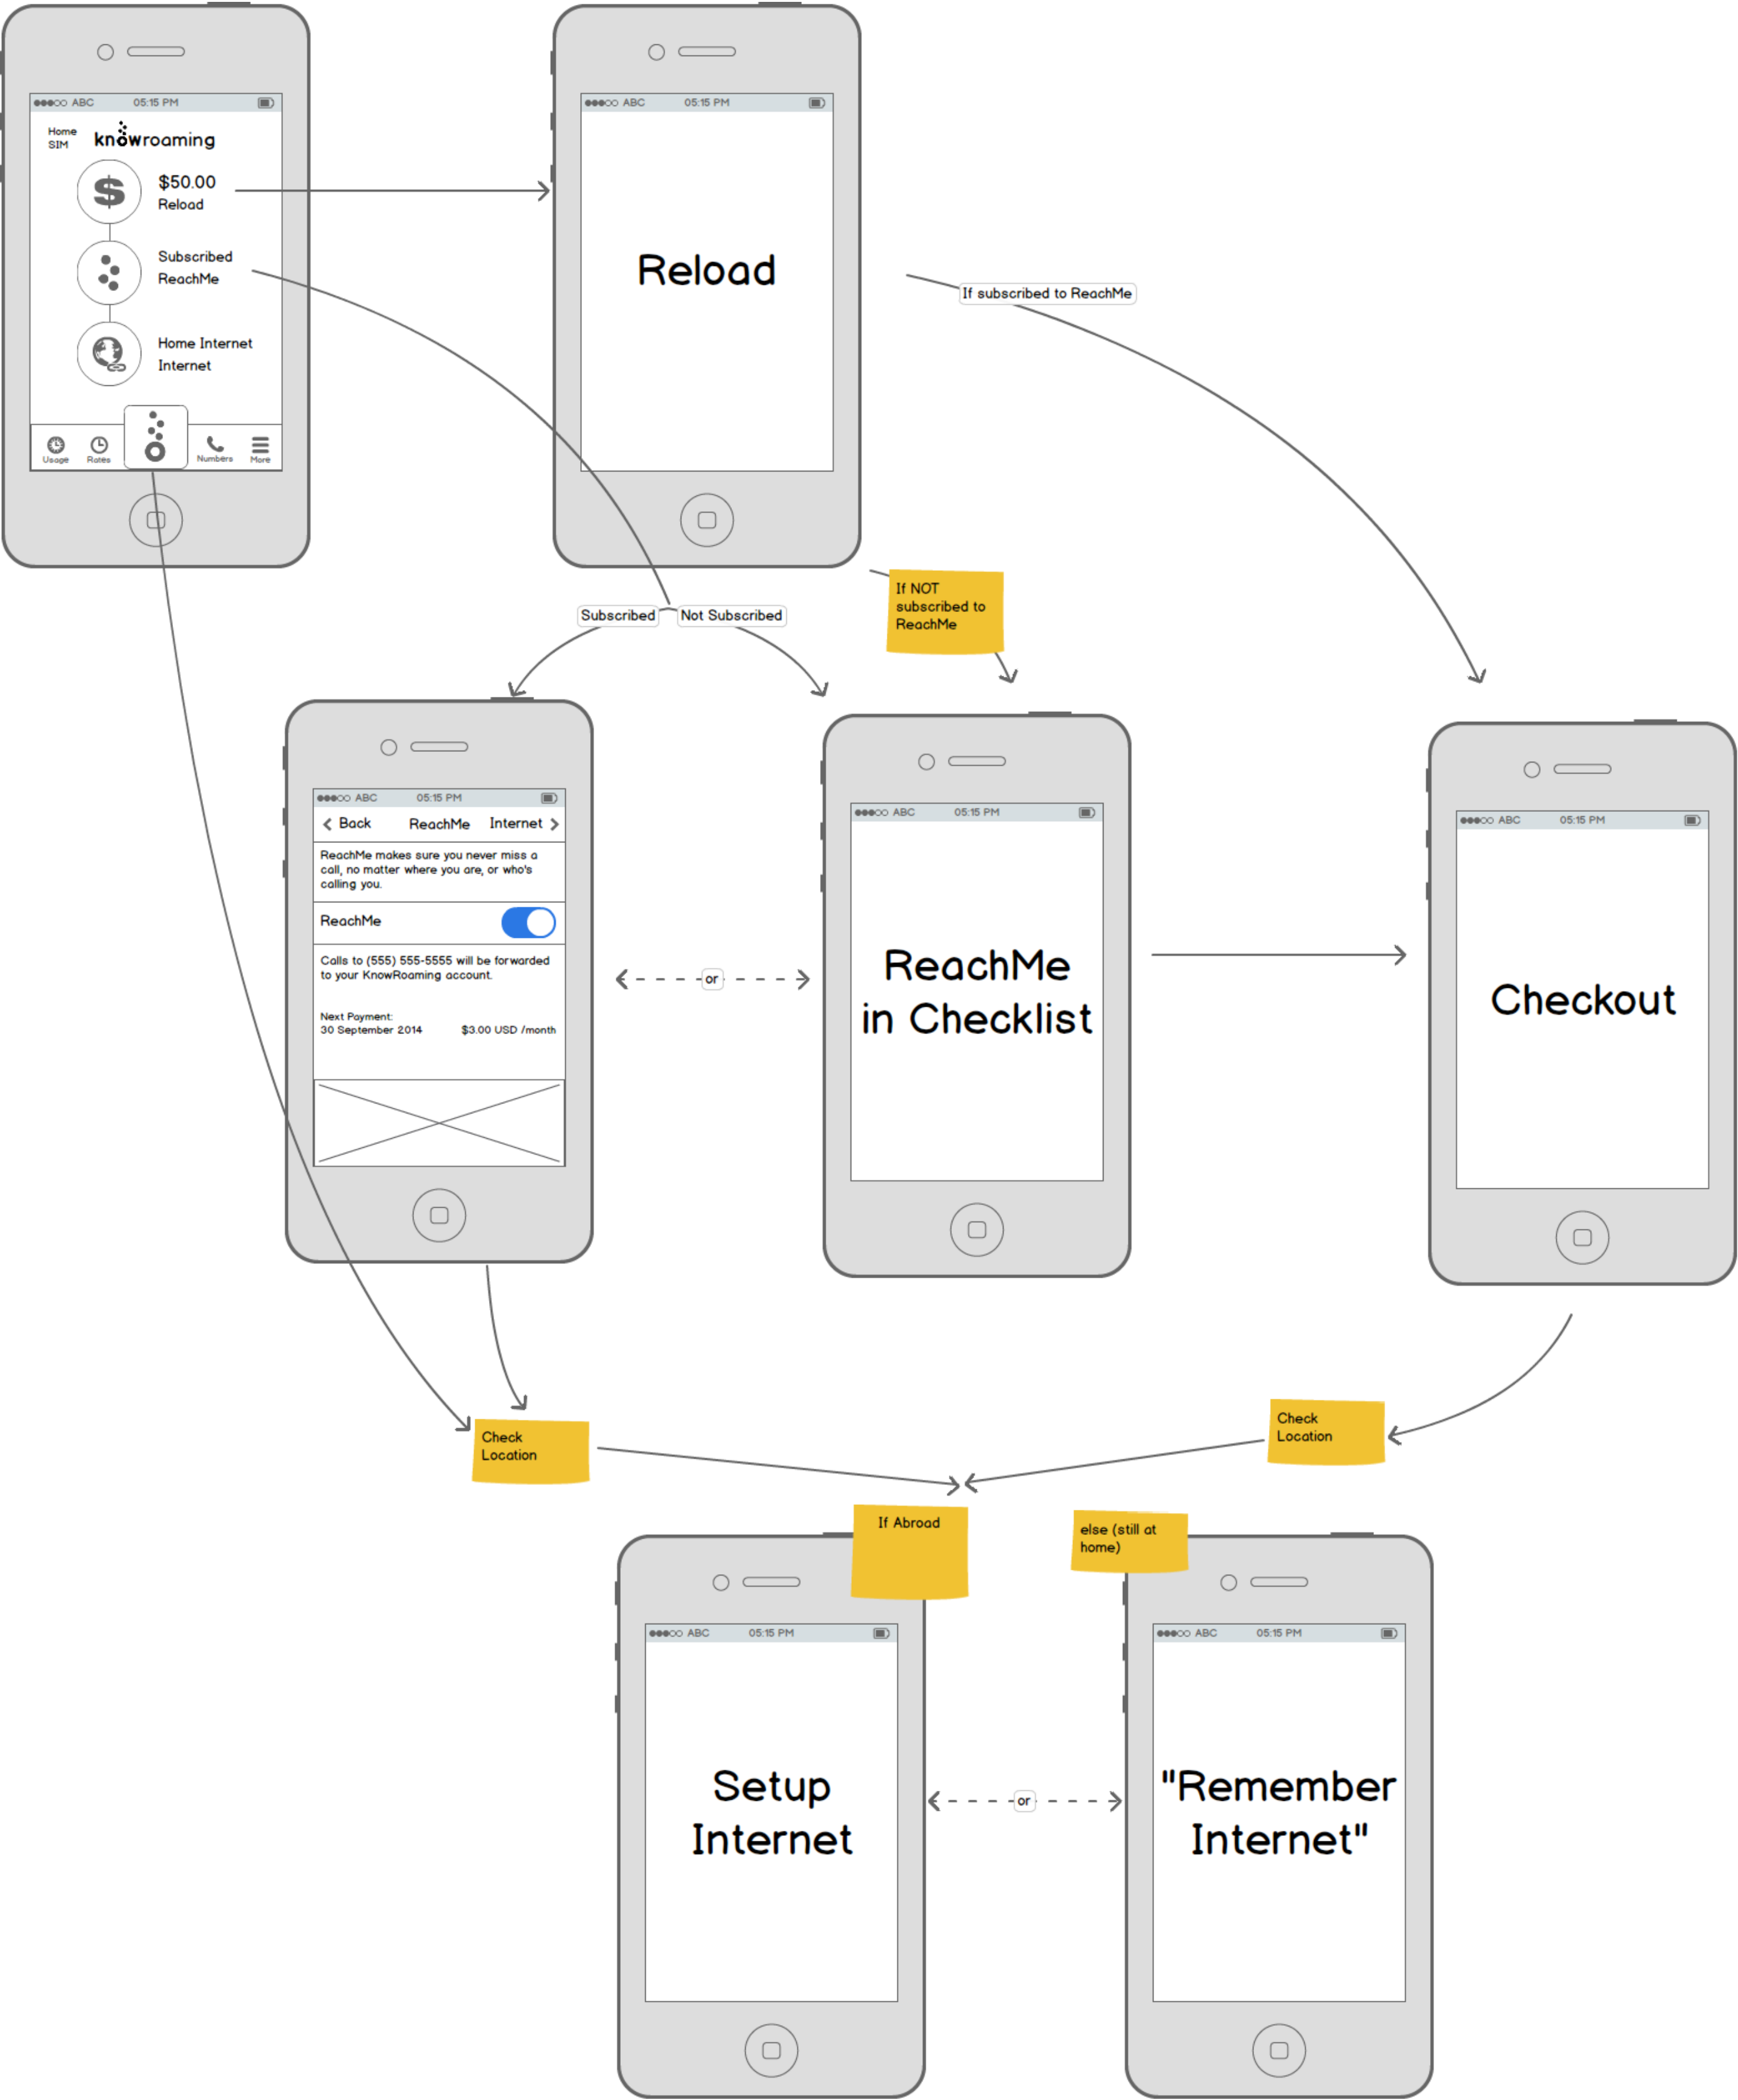 ABC 05:15 PM
Home
SIM
knowroaming
$50.00
Reload
Subscribed
ReachMe
Home Internet
Internet
Usage Rates Numbers More
ABC 05:15 PM
Reload
If subscribed to ReachMe
If NOT
subscribed to
ReachMe
Subscribed Not Subscribed
ABC 05:15 PM
Back ReachMe Internet
ReachMe makes sure you never miss a
call, no matter where you are, or who's
calling you.
ReachMe
Calls to (555) 555-5555 will be forwarded
to your KnowRoaming account.
Next Payment:
30 September 2014 $3.00 USD /month
or
ABC 05:15 PM
ReachMe
in Checklist
ABC 05:15 PM
Checkout
Check
Location
Check
Location
If Abroad
else (still at
home)
ABC 05:15 PM
Setup
Internet
or
ABC 05:15 PM
"Remember
Internet"